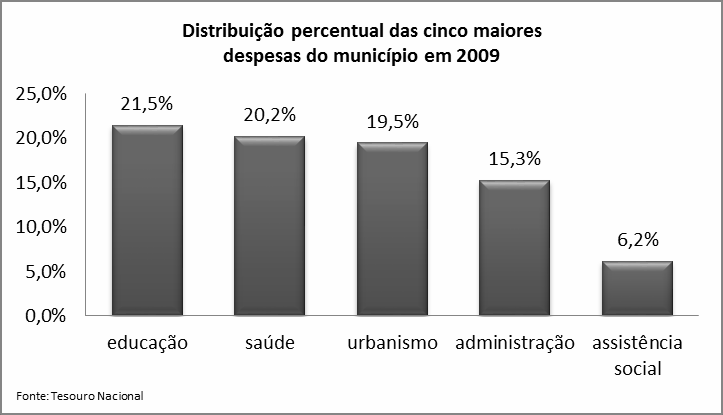 Distribuição percentual das cinco maiores
despesas do município em 2009
25,0%
20,0%
15,0%
10,0%
5,0%
0,0%
21,5%
20,2%
19,5%
15,3%
6,2%
educação
saúde
urbanismo
administração
assistência
social
Fonte: Tesouro Nacional